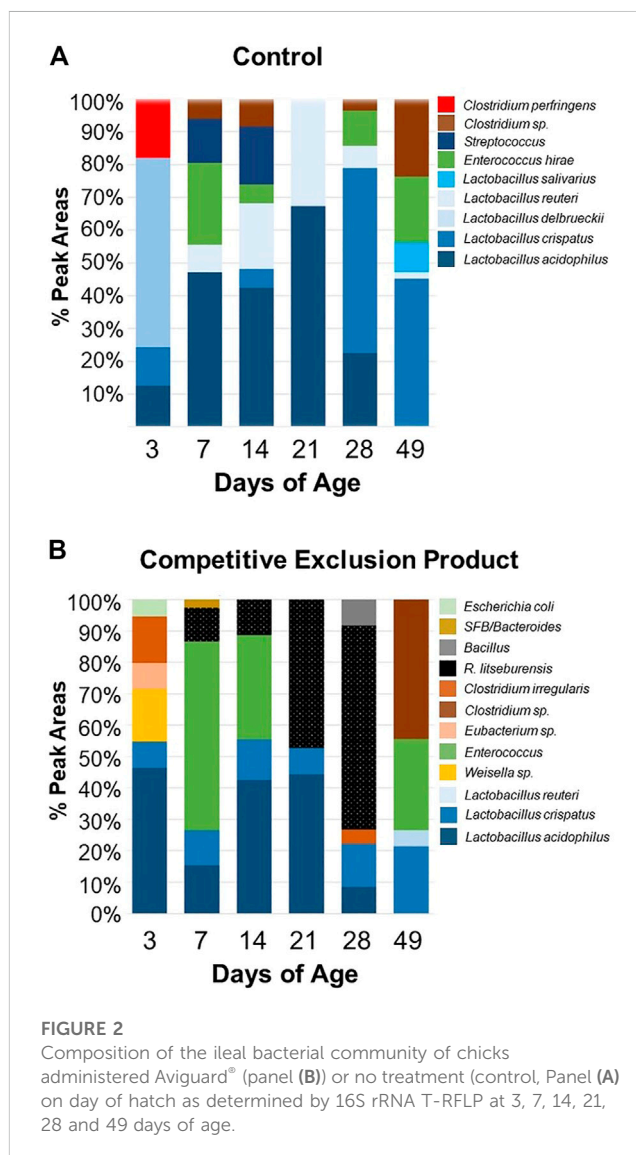 A
Control
100%
90%
80%
70%
60%
50%
40%
30%
20%
10%
% Peak Areas
3 7 14 21 28 49
Days of Age
Clostridium perfringens
Clostridium sp.
Streptococcus
Enterococcus hirae
Lactobacillus salivarius
Lactobacillus reuteri
Lactobacillus delbrueckii
Lactobacillus crispatus
Lactobacillus acidophilus
B
Competitive Exclusion Product
100%
90%
80%
70%
60%
50%
40%
30%
20%
10%
0%
% Peak Areas
3 7 14 21 28 49
Days of Age
Escherichia coli
SFB/Bacteroides
Bacillus
R. litseburensis
Clostridium irregularis
Clostridium sp.
Eubacterium sp.
Enterococcus
Weisella sp.
Lactobacillus reuteri
Lactobacillus crispatus
Lactobacillus acidophilus
FIGURE 2
Composition of the ileal bacterial community of chicks
administered Aviguard® (panel (B)) or no treatment (control, Panel (A)
on day of hatch as determined by 16S rRNA T-RFLP at 3, 7, 14, 21,
28 and 49 days of age.